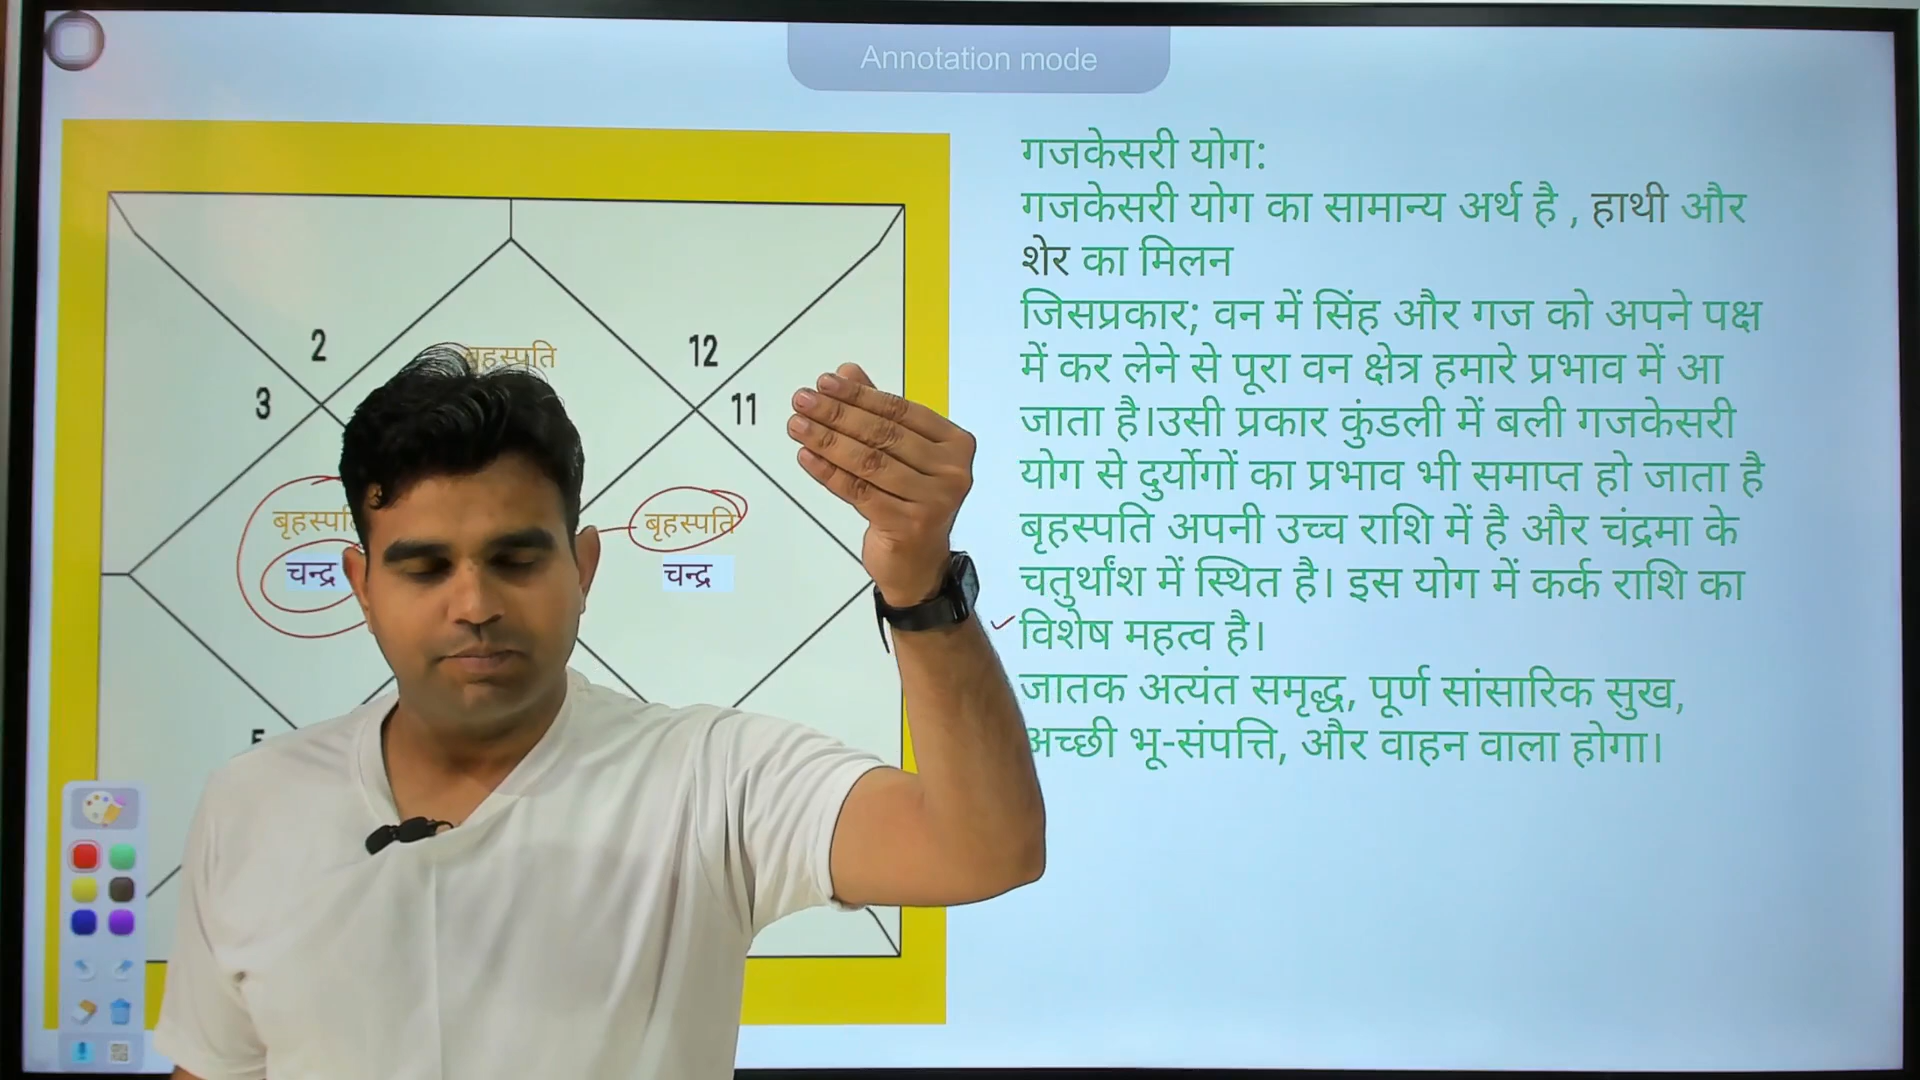 Annotation mode
गजकेसरी योग:
गजकेसरी योग का सामान्य अर्थ है , हाथी और
शेर का मिलन
जिसप्रकार; वन में सिंह और गज को अपने पक्ष
में कर लेने से पूरा वन क्षेत्र हमारे प्रभाव में आ
जाता है।उसी प्रकार कुंडली में बली गजकेसरी
योग से दुर्योगों का प्रभाव भी समाप्त हो जाता है
बृहस्पति अपनी उच्च राशि में है और चंद्रमा के
चतुर्थांश में स्थित है। इस योग में कर्क राशि का
विशेष महत्व है।
जातक अत्यंत समृद्ध, पूर्ण सांसारिक सुख,
अच्छी भू-संपत्ति, और वाहन वाला होगा।
2
12
बृहस्पति
3
11
बृहस्पति
चन्द्र
चन्द्र